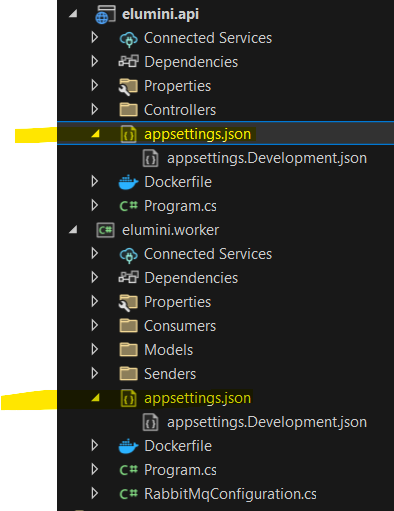 elumini.api
Connected Services
Dependencies
Properties
Controllers
appsettings.json
appsettings.Development.json
Dockerfile
C# Program.cs
C# elumini.worker
Connected Services
Dependencies
Properties
Consumers
Models
Senders
appsettings.json
appsettings.Development.json
Dockerfile
C# Program.cs
C# RabbitMqConfiguration.cs